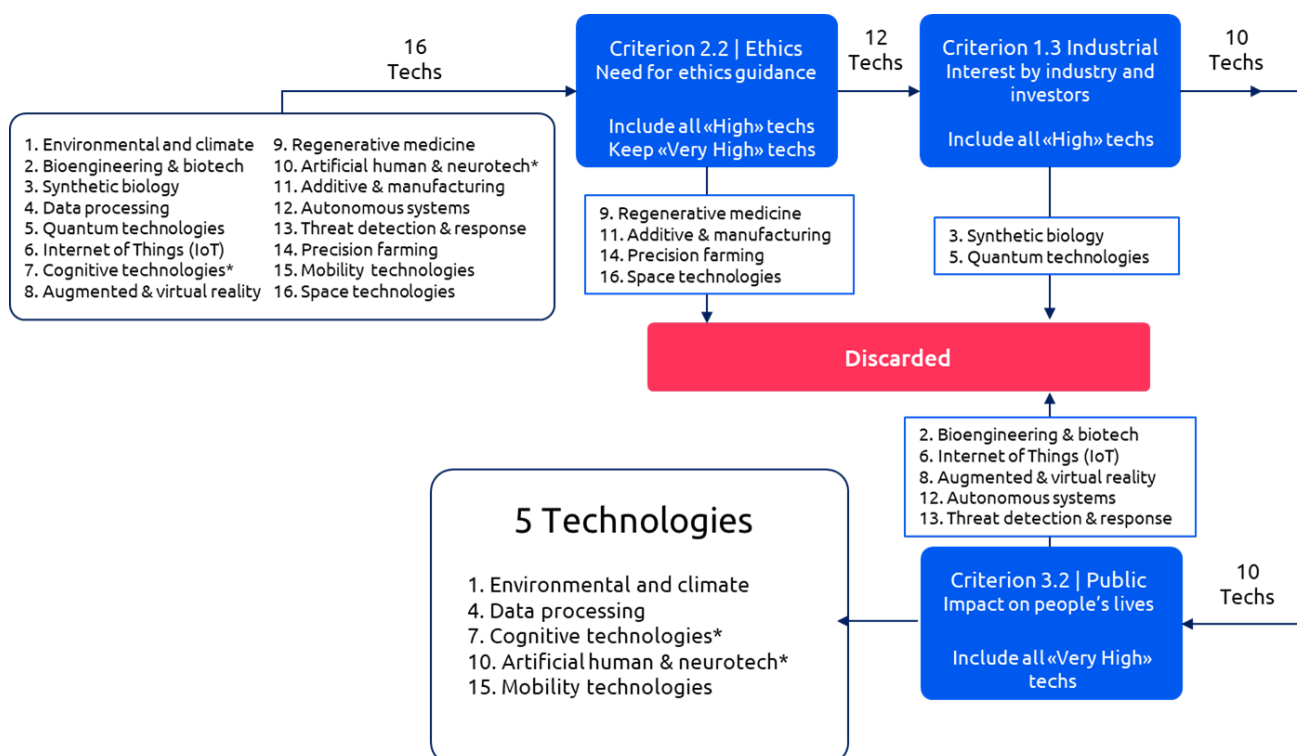 16
Techs
Criterion 2.2 | Ethics
Need for ethics guidance
Include all «High» techs
Keep «Very High» techs
12
Techs
Criterion 1.3 Industrial
Interest by industry and
investors
Include all «High» techs
10
Techs
1. Environmental and climate
2. Bioengineering & biotech
3. Synthetic biology
4. Data processing
5. Quantum technologies
6. Internet of Things (IoT)
7. Cognitive technologies*
8. Augmented & virtual reality
9. Regenerative medicine
10. Artificial human & neurotech*
11. Additive & manufacturing
12. Autonomous systems
13. Threat detection & response
14. Precision farming
15. Mobility technologies
16. Space technologies
9. Regenerative medicine
11. Additive & manufacturing
14. Precision farming
16. Space technologies
3. Synthetic biology
5. Quantum technologies
Discarded
2. Bioengineering & biotech
6. Internet of Things (IoT)
8. Augmented & virtual reality
12. Autonomous systems
13. Threat detection & response
Criterion 3.2 | Public
Impact on people’s lives
Include all «Very High»
techs
10
Techs
5 Technologies
1. Environmental and climate
4. Data processing
7. Cognitive technologies*
10. Artificial human & neurotech*
15. Mobility technologies